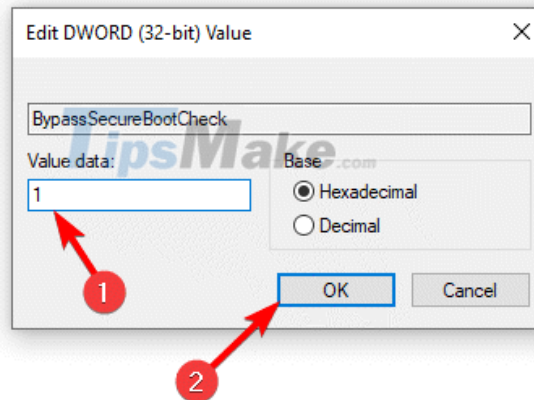 Edit DWORD (32-bit) Value
BypassSecureBootCheck
TipsMake.com
Value data:
Base
1
Hexadecimal
Decimal
1
OK
Cancel
2